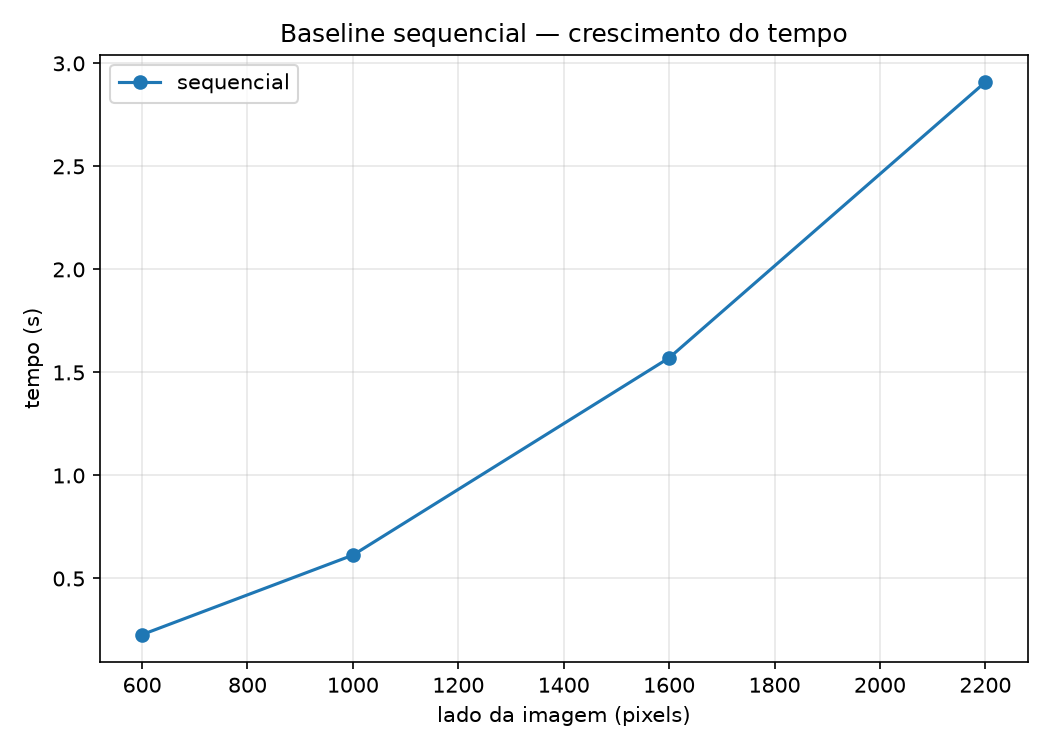 Baseline sequencial — crescimento do tempo
sequencial
3.0
2.5
2.0
1.5
1.0
0.5
tempo (s)
600 800 1000 1200 1400 1600 1800 2000 2200
lado da imagem (pixels)